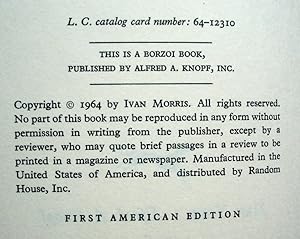 L. C. catalog card number: 64-12310
THIS IS A BORZOI BOOK,
PUBLISHED BY ALFRED A. KNOPF, INC.
Copyright © 1964 by Ivan Morris. All rights reserved.
No part of this book may be reproduced in any form without
permission in writing from the publisher, except by a
reviewer, who may quote brief passages in a review to be
printed in a magazine or newspaper. Manufactured in the
United States of America, and distributed by Random
House, Inc.
FIRST AMERICAN EDITION